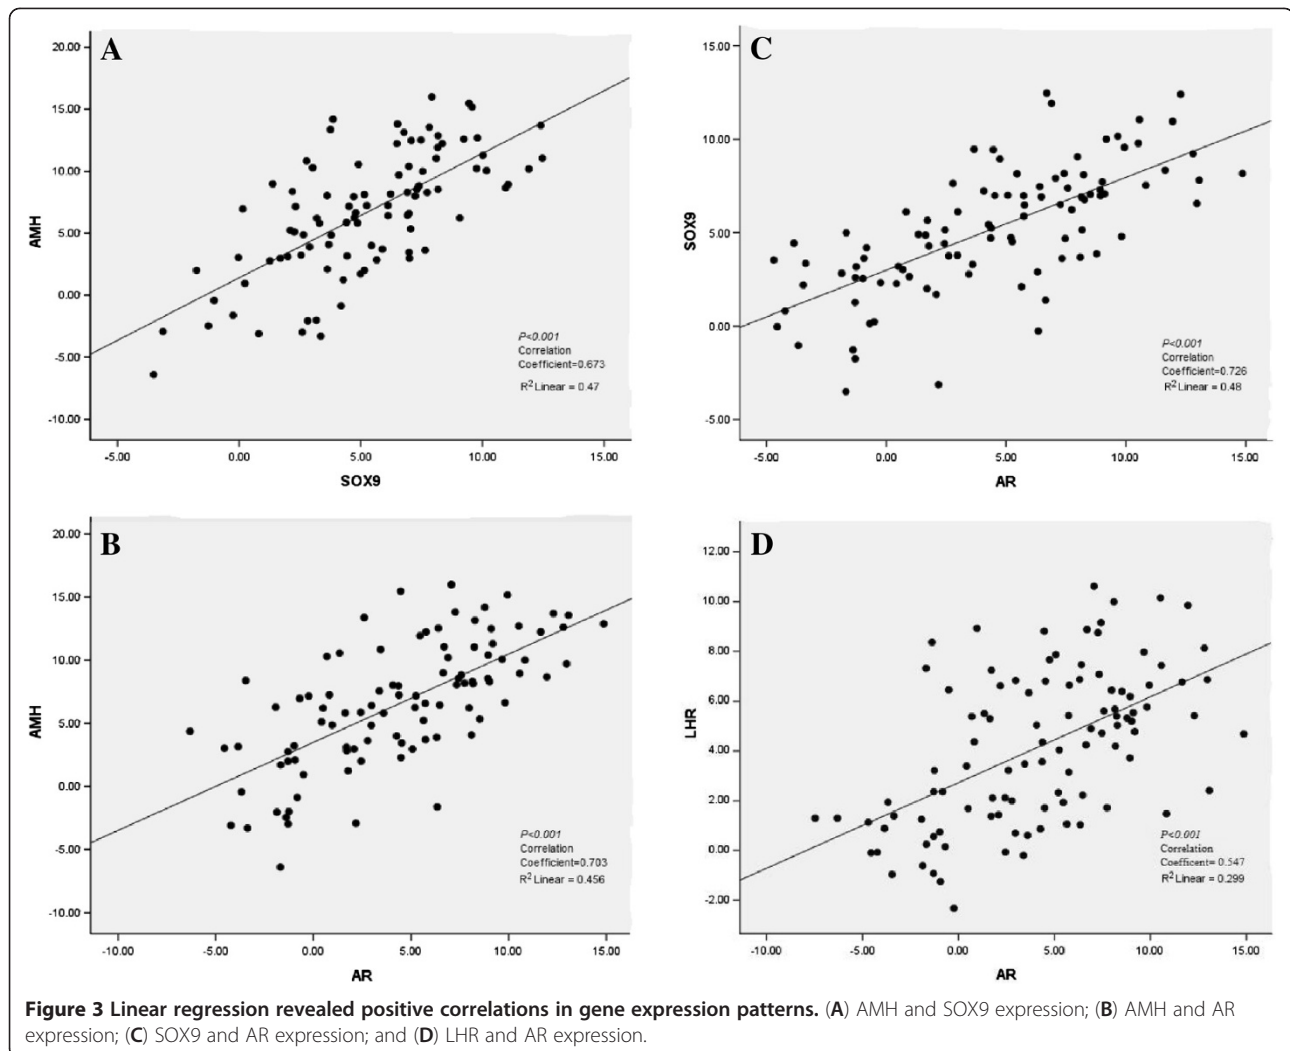 A
20.00
15.00
10.00
5.00
0.00
-5.00
-10.00
AMH
P<0.001
Correlation
Coefficient=0.673
R2 Linear = 0.47
-5.00 0.00 5.00 10.00 15.00
SOX9
C
15.00
10.00
5.00
0.00
-5.00
SOX9
P<0.001
Correlation
Coefficient=0.726
R2 Linear = 0.48
-5.00 0.00 5.00 10.00 15.00
AR
B
20.00
15.00
10.00
5.00
0.00
-5.00
-10.00
AMH
P<0.001
Correlation
Coefficient=0.703
R2 Linear = 0.456
-10.00 -5.00 0.00 5.00 10.00 15.00
AR
D
12.00
10.00
8.00
6.00
4.00
2.00
0.00
-2.00
LHR
P<0.001
Correlation
Coefficent= 0.547
R2 Linear = 0.299
-10.00 -5.00 0.00 5.00 10.00 15.00
AR
Figure 3 Linear regression revealed positive correlations in gene expression patterns. (A) AMH and SOX9 expression; (B) AMH and AR
expression; (C) SOX9 and AR expression; and (D) LHR and AR expression.